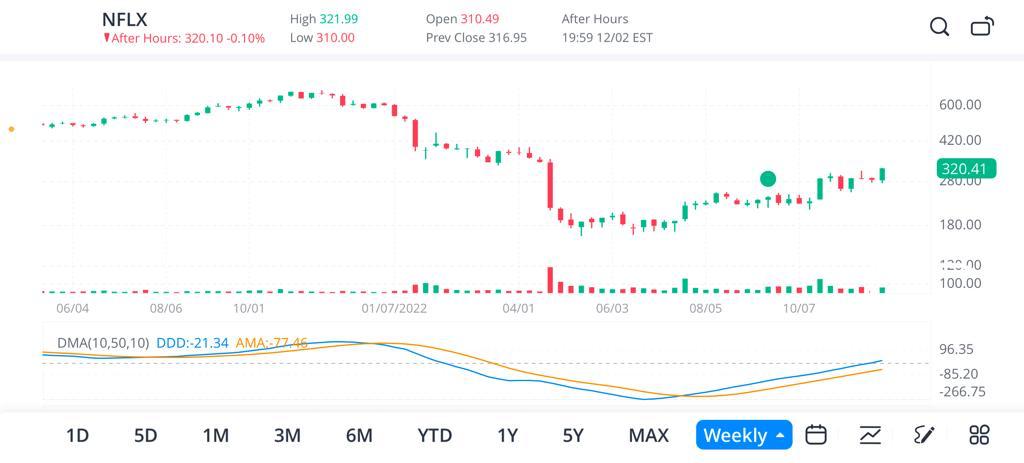 NFLX
After Hours: 320.10 -0.10%
High 321.99
Low 310.00
Open 310.49
Prev Close 316.95
After Hours
19:59 12/02 EST
600.00
420.00
320.41
280.00
180.00
100.00
06/04 08/06 10/01 01/07/2022 04/01 06/03 08/05 10/07
DMA(10,50,10) DDD:-21.34 AMA:-77.46
96.35
-85.20
-266.75
1D 5D 1M 3M 6M YTD 1Y 5Y MAX Weekly